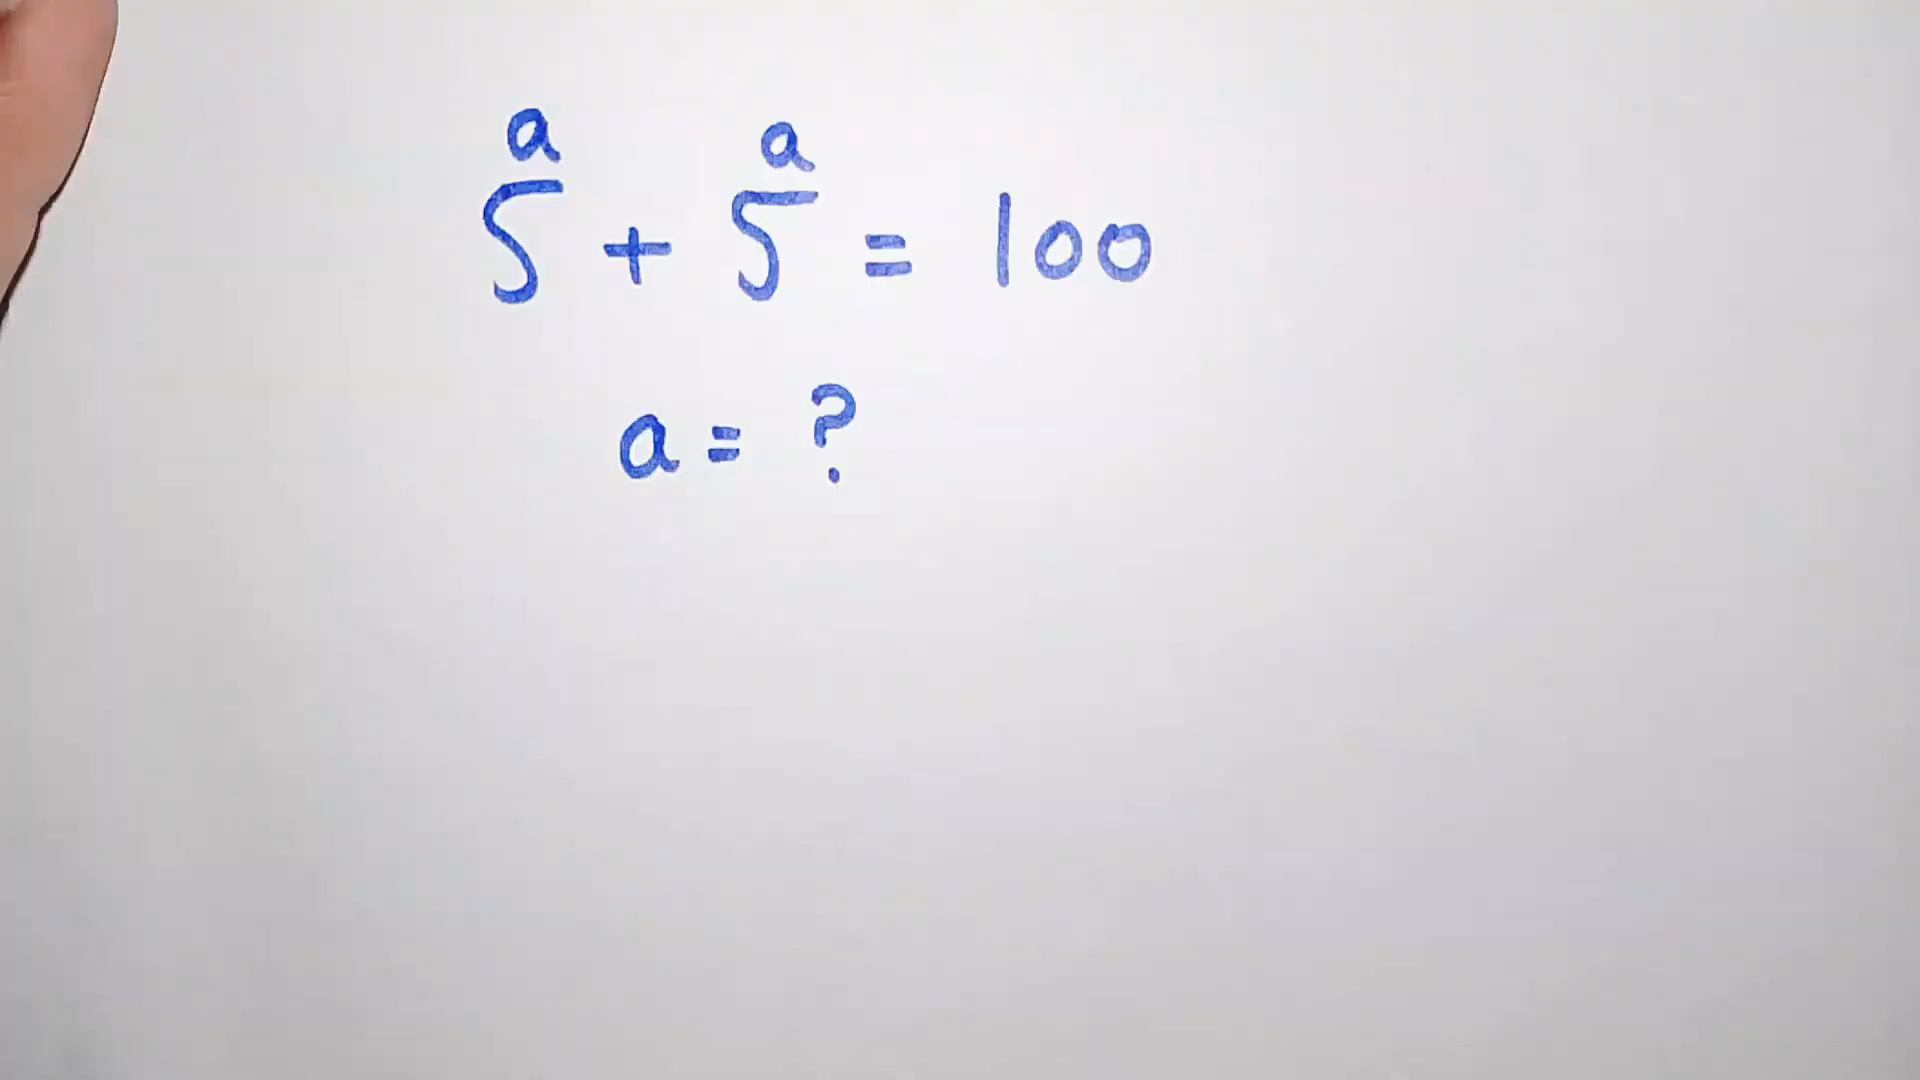 5^a + 5^a = 100
a = ?